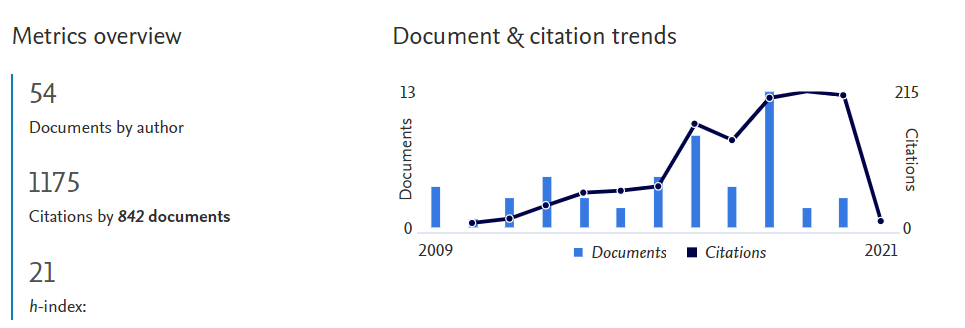 Metrics overview
54
Documents by author
1175
Citations by 842 documents
21
h-index:
Document & citation trends
13
215
Documents
Citations
0
0
2009
2021
Documents
Citations